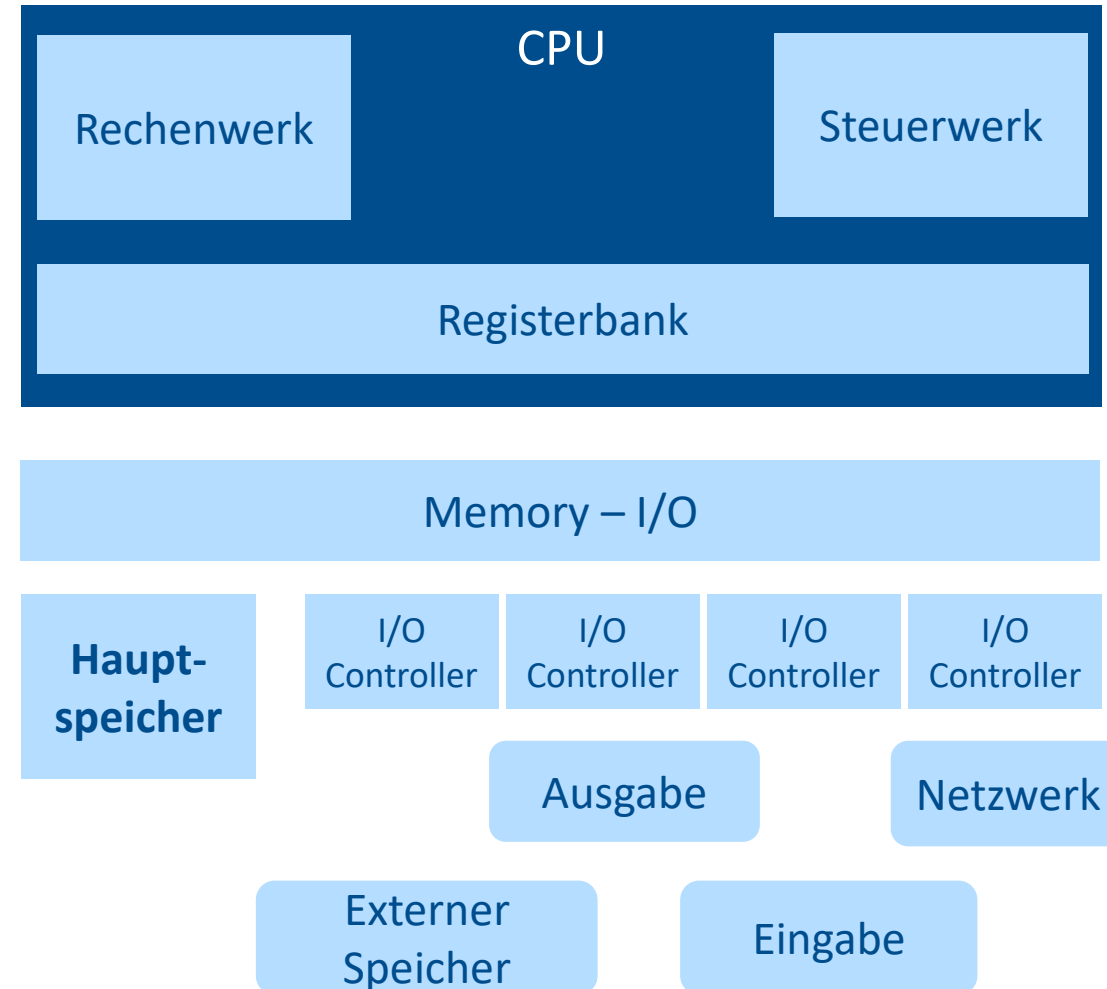 CPU
Rechenwerk
Steuerwerk
Registerbank
Memory – I/O
Haupt-
speicher
I/O
Controller
I/O
Controller
I/O
Controller
I/O
Controller
Ausgabe
Netzwerk
Externer
Speicher
Eingabe